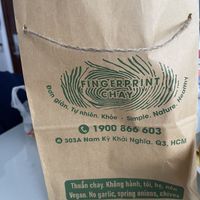 FINGERPRINT
CHAY
Đơn giản. Tự nhiên. Khỏe - Simple. Nature. Healthy
1900 866 603
303A Nam Kỳ Khởi Nghĩa, Q3, HCM
Thuần chay. Không hành, tỏi, hẹ, nén
Vegan. No garlic, spring onions, chives